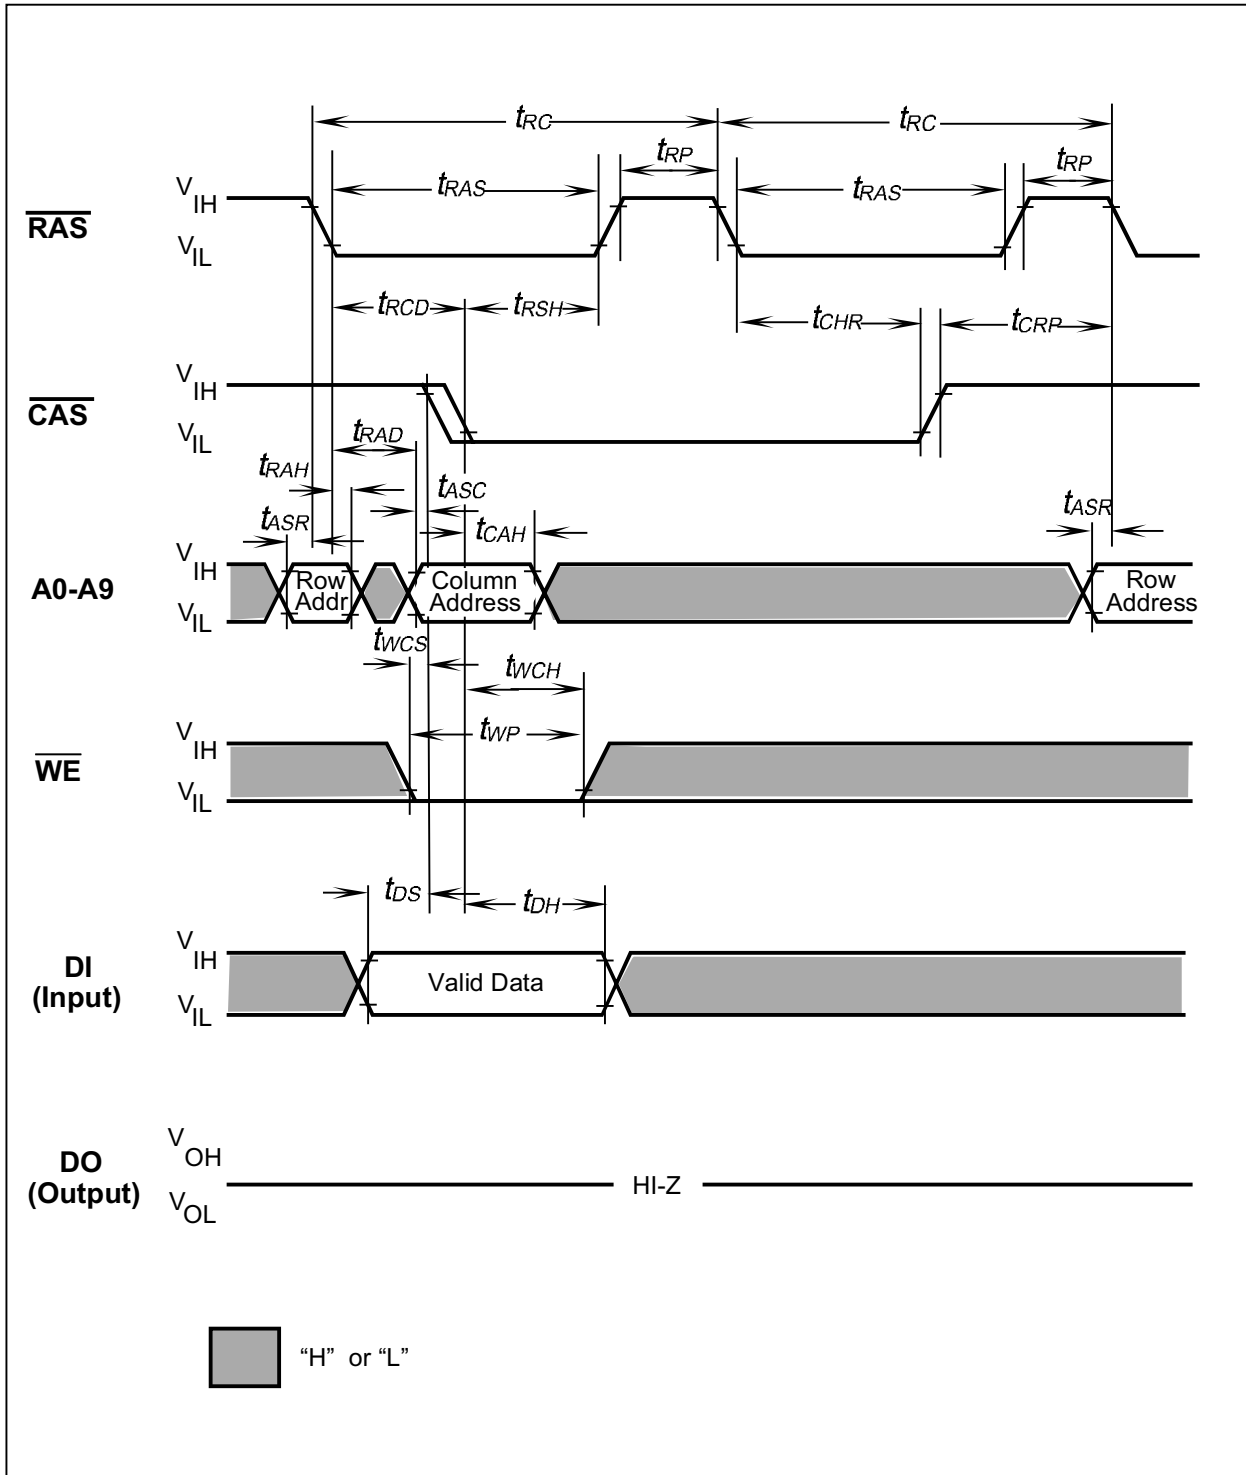 tRC tRC
tRP tRP
tRAS tRAS
VIH
RAS
VIL
tRCD tRSH
tCHR tCRP
VIH
CAS
VIL
tRAD
tRAH
tASC
tASR tCAH tASR
VIH
A0-A9
Row Addr
Column Address
Row Address
VIL
tWCS
tWCH
tWP
VIH
WE
VIL
tDS tDH
VIH
DI
(Input)
Valid Data
VIL
VOH
DO
(Output)
HI-Z
VOL
“H” or “L”